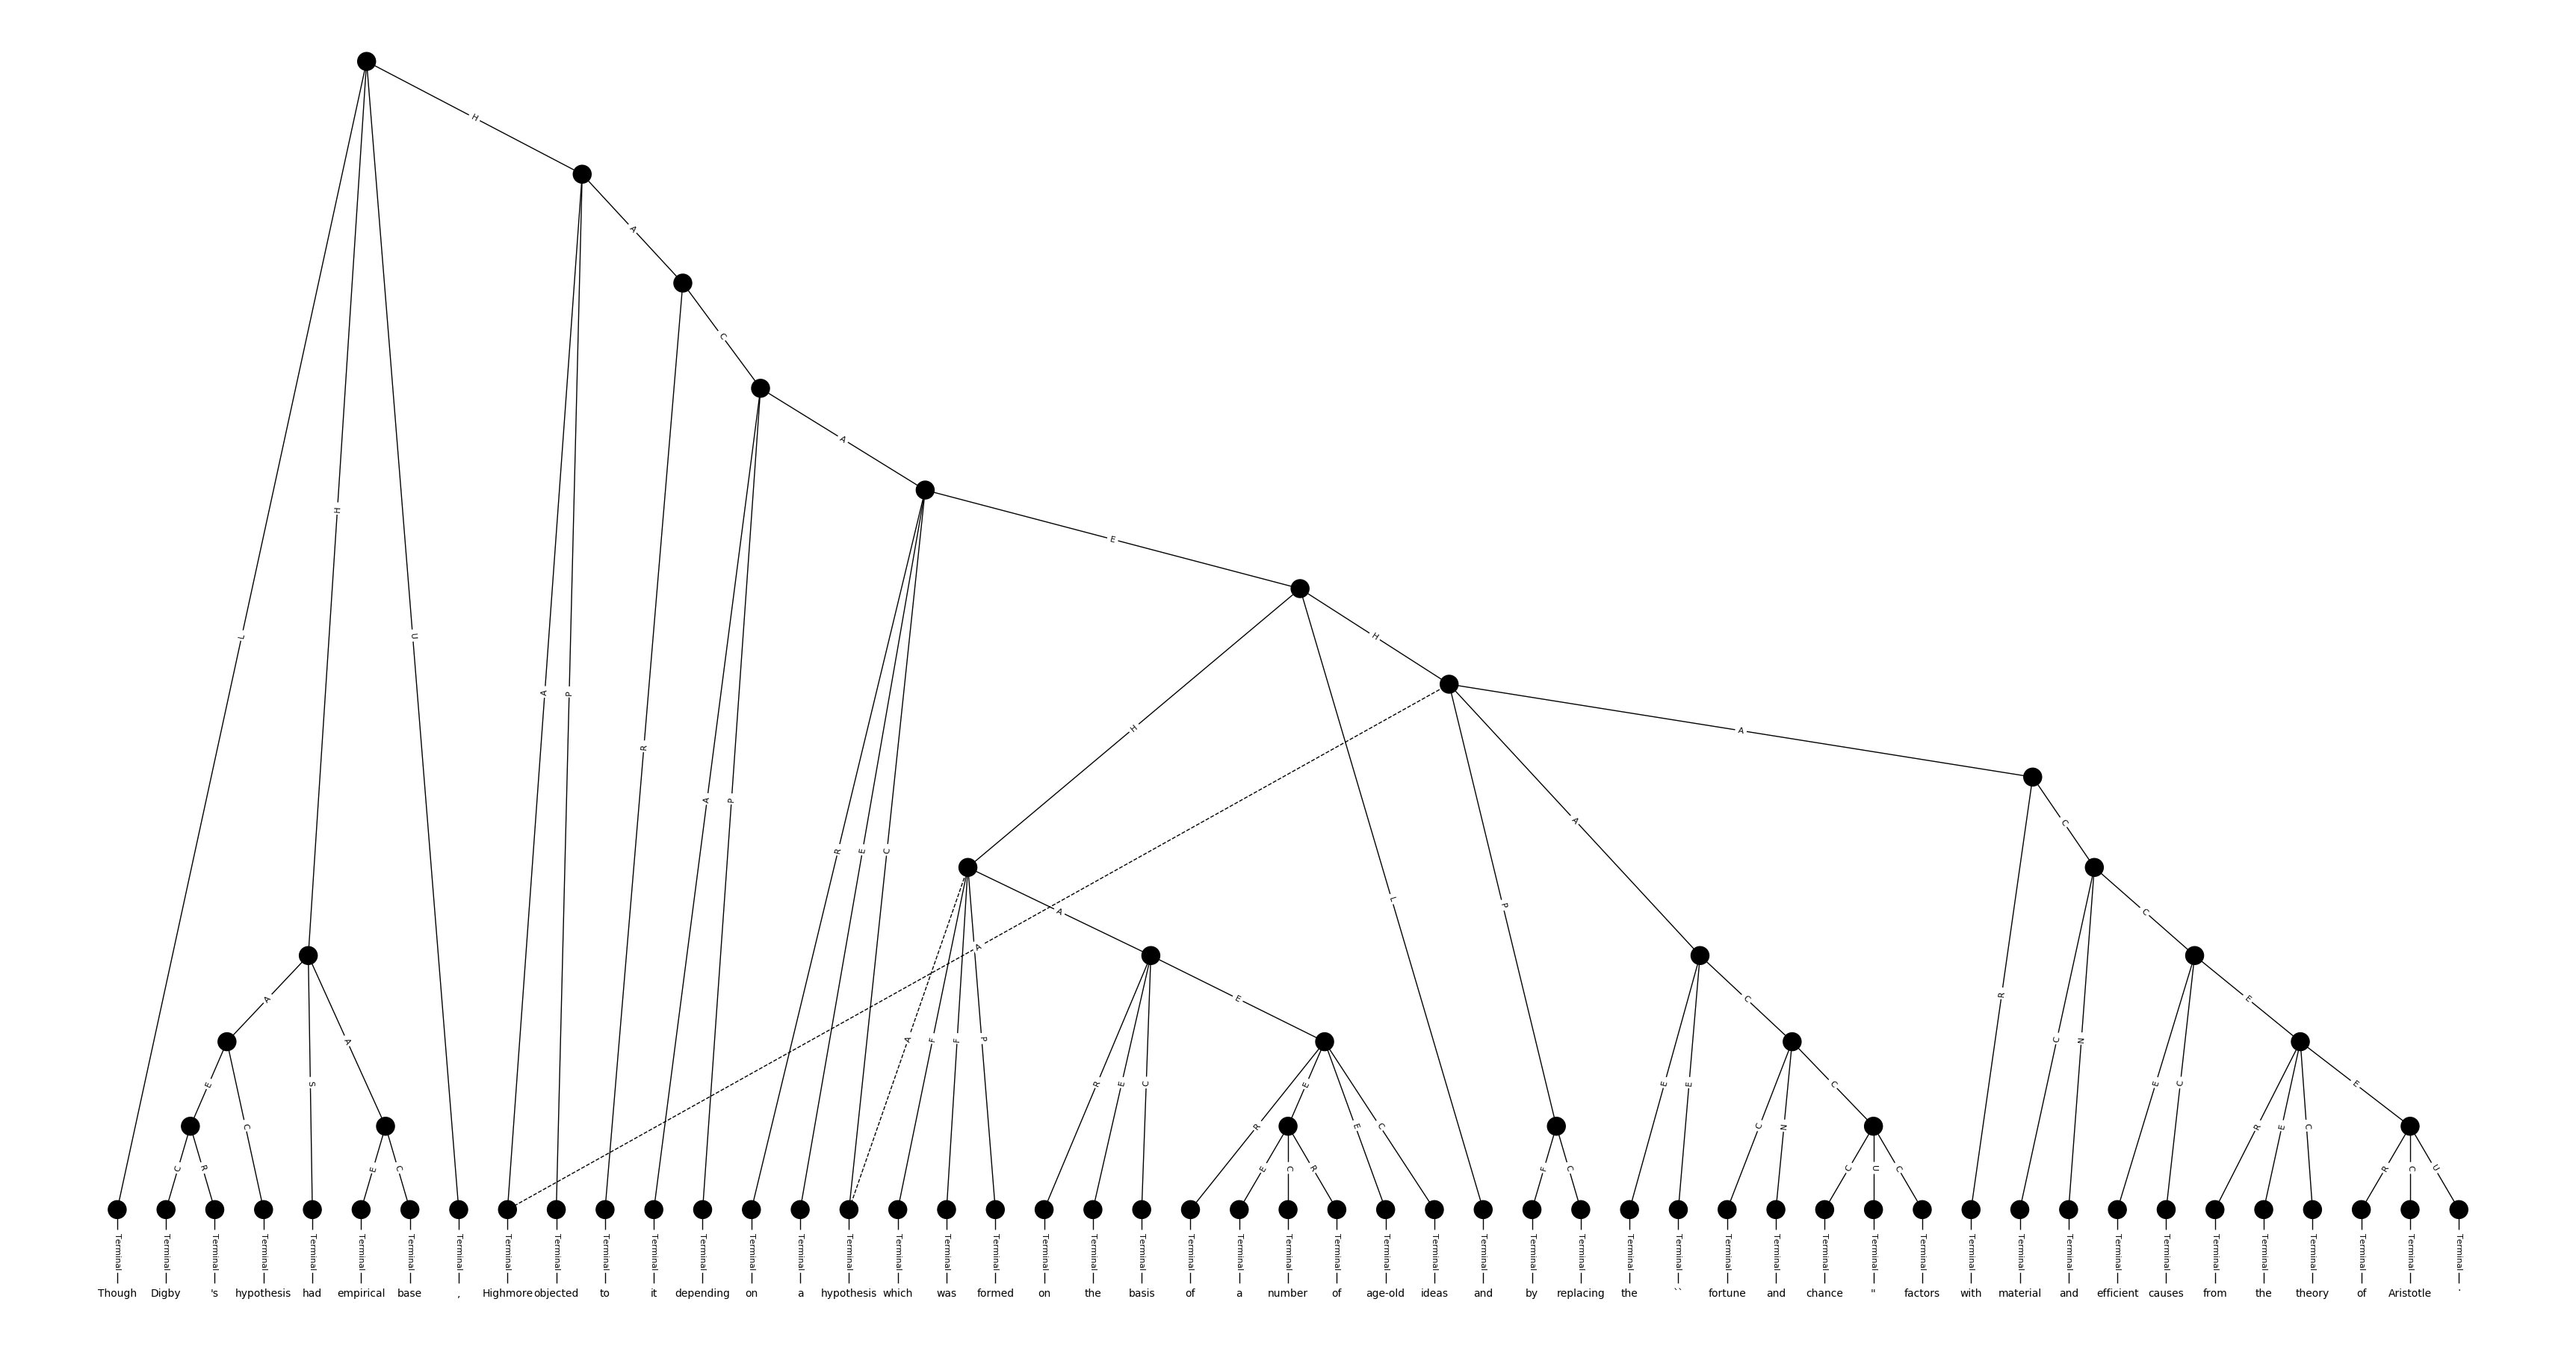 H
A
C
A
H
E
L
U
H
A
P
H
A
R
A
P
A
R
E
C
P
L
H
A
A
C
R
C
A
E
A
A
F
F
P
E
C
C
N
E
E
A
S
R
E
C
E
E
C
E
C
E
C
R
E
E
C
E
E
C
N
C
R
E
C
E
C
R
E
C
E
C
R
F
C
C
U
C
R
C
U
Terminal Terminal Terminal Terminal Terminal Terminal Terminal Terminal Terminal Terminal Terminal Terminal Terminal Terminal Terminal Terminal Terminal Terminal Terminal Terminal Terminal Terminal Terminal Terminal Terminal Terminal Terminal Terminal Terminal Terminal Terminal Terminal Terminal Terminal Terminal Terminal Terminal Terminal Terminal Terminal Terminal Terminal Terminal Terminal Terminal Terminal Terminal Terminal Terminal
Though Digby 's hypothesis had empirical base , Highmore objected to it depending on a hypothesis which was formed on the basis of a number of age-old ideas and by replacing the `` fortune and chance " factors with material and efficient causes from the theory of Aristotle .